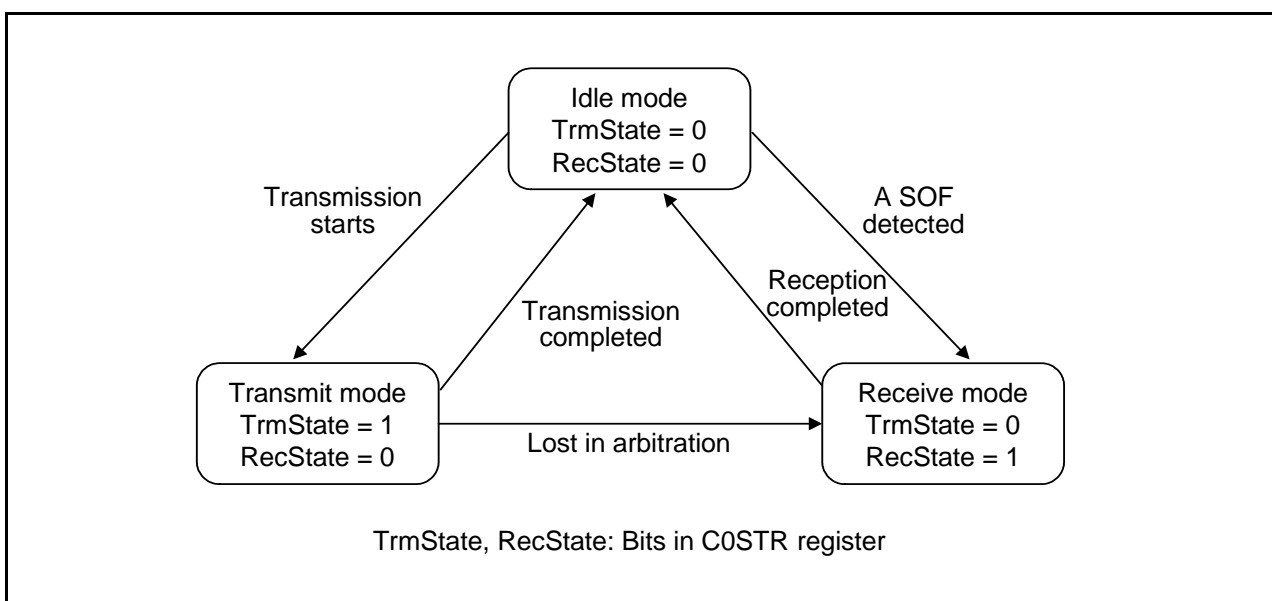 Idle mode
TrmState = 0
RecState = 0
Transmission
starts
A SOF
detected
Transmission
completed
Reception
completed
Transmit mode
TrmState = 1
RecState = 0
Lost in arbitration
Receive mode
TrmState = 0
RecState = 1
TrmState, RecState: Bits in C0STR register